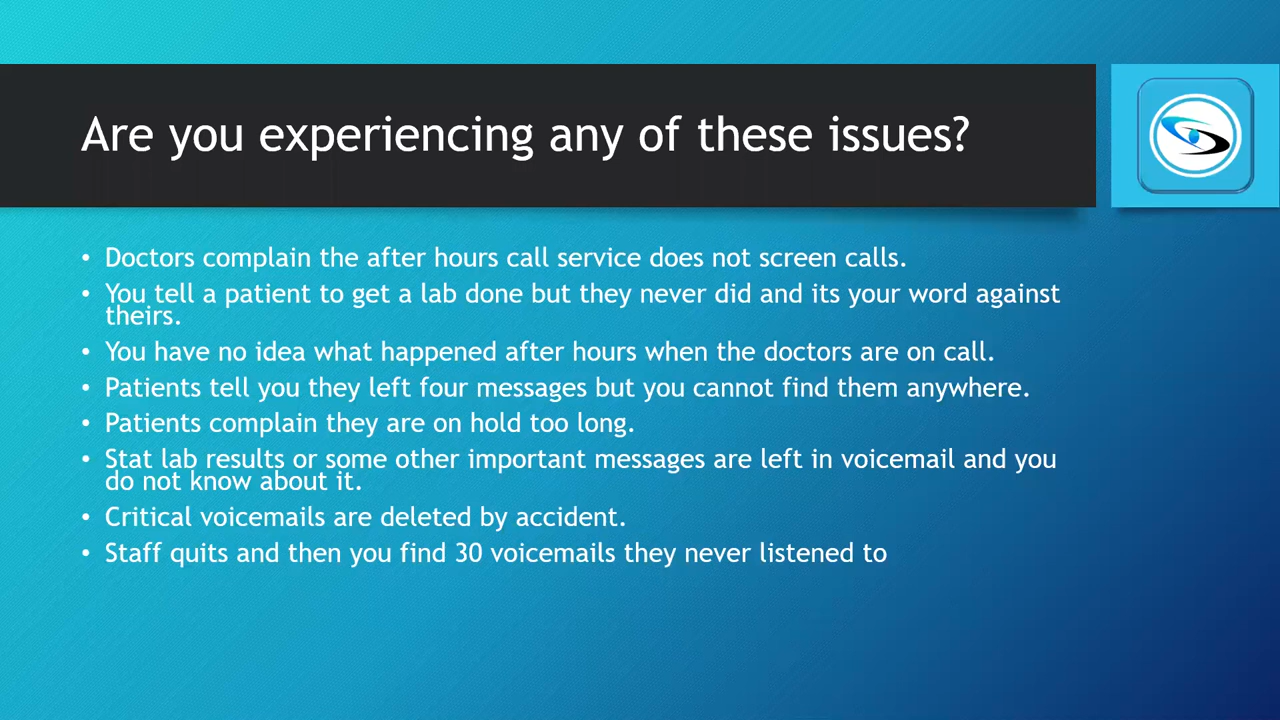 Are you experiencing any of these issues?
• Doctors complain the after hours call service does not screen calls.
• You tell a patient to get a lab done but they never did and its your word against
theirs.
• You have no idea what happened after hours when the doctors are on call.
• Patients tell you they left four messages but you cannot find them anywhere.
• Patients complain they are on hold too long.
• Stat lab results or some other important messages are left in voicemail and you
do not know about it.
• Critical voicemails are deleted by accident.
• Staff quits and then you find 30 voicemails they never listened to